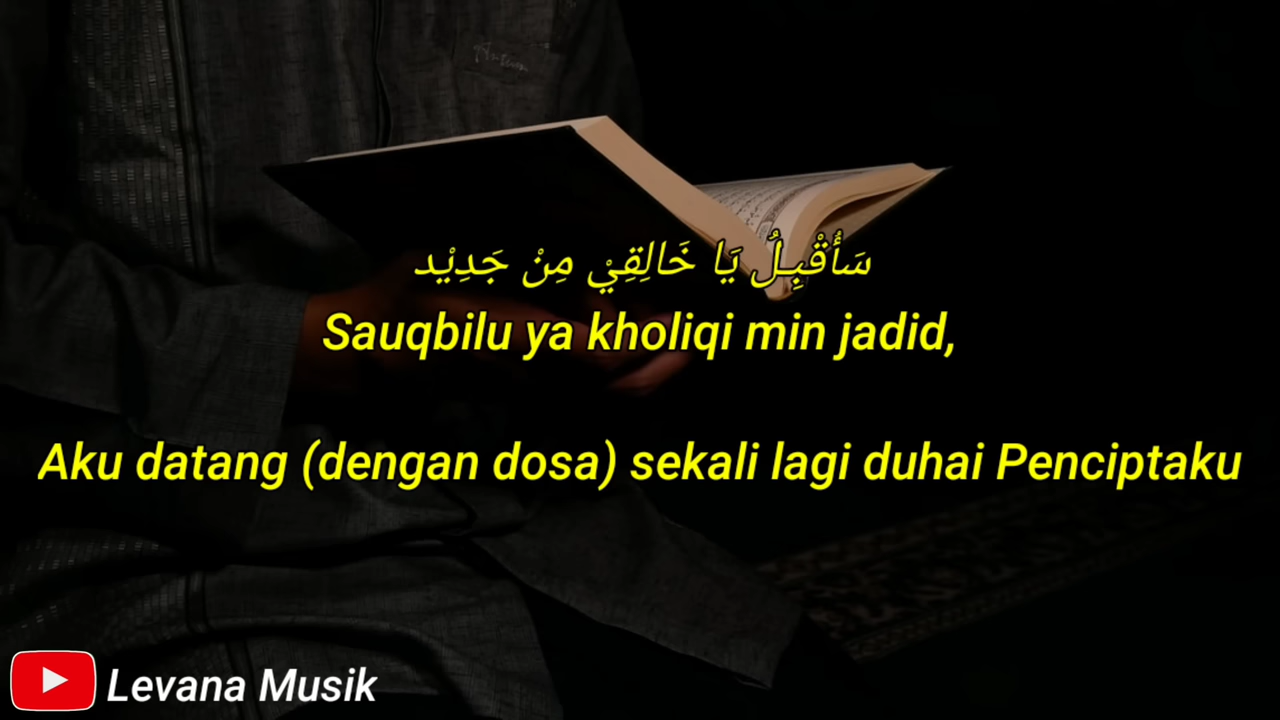 سَأُقْبِلُ يَا خَالِقِيْ مِنْ جَدِيْد
Sauqbilu ya kholiqi min jadid,
Aku datang (dengan dosa) sekali lagi duhai Penciptaku
Levana Musik